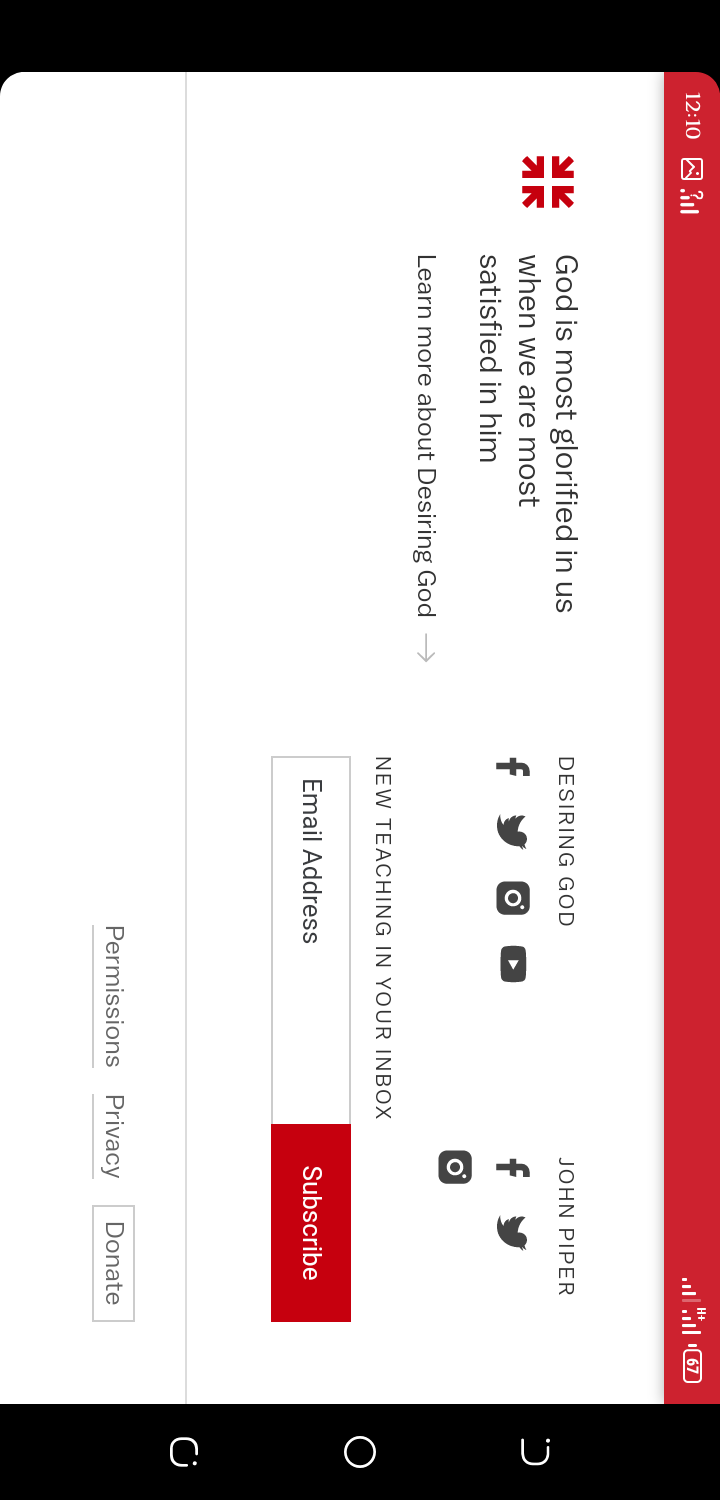 12:10
H+
67
God is most glorified in us
when we are most
satisfied in him
Learn more about Desiring God
DESIRING GOD
JOHN PIPER
NEW TEACHING IN YOUR INBOX
Email Address
Subscribe
Permissions
Privacy
Donate